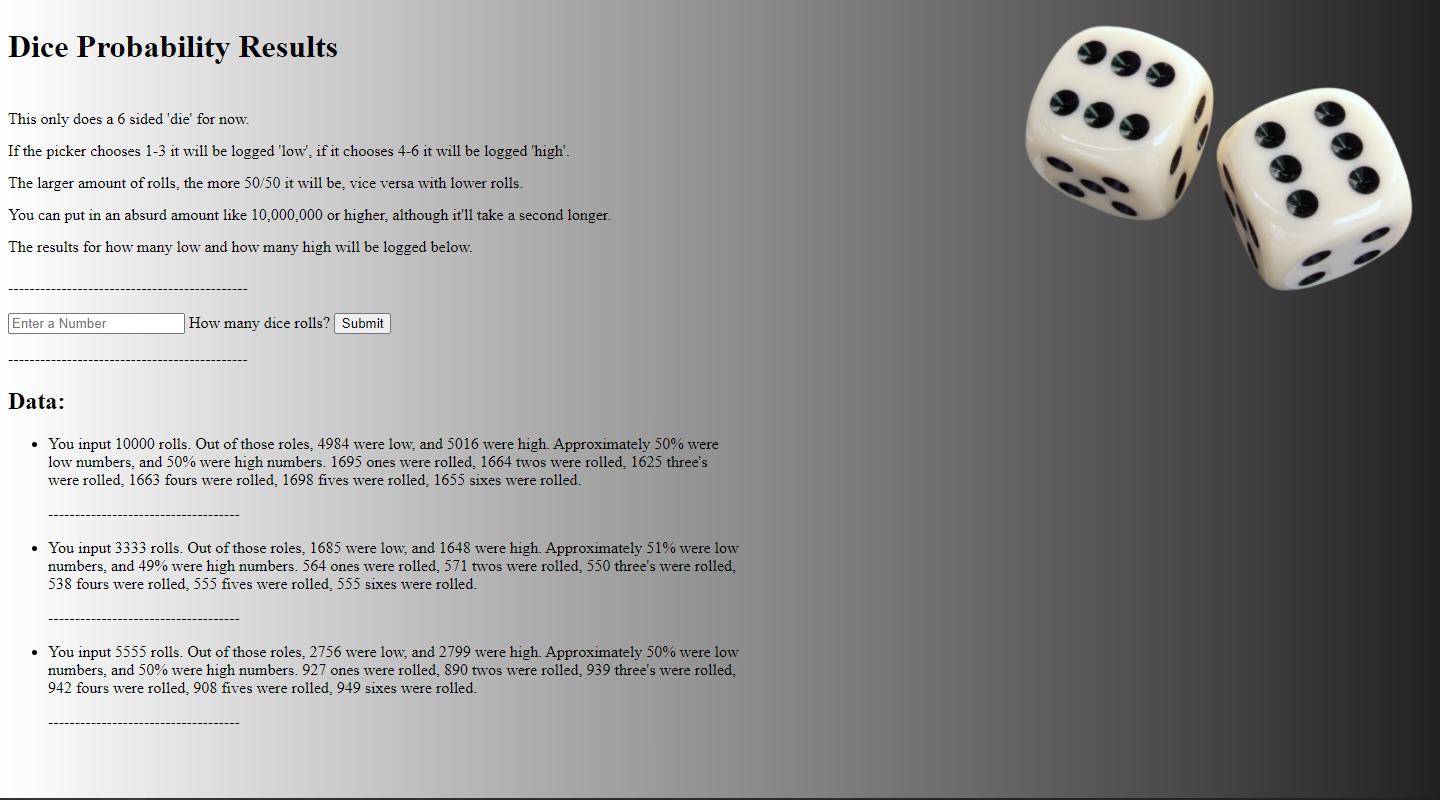 Dice Probability Results
This only does a 6 sided 'die' for now.
If the picker chooses 1-3 it will be logged 'low', if it chooses 4-6 it will be logged 'high'.
The larger amount of rolls, the more 50/50 it will be, vice versa with lower rolls.
You can put in an absurd amount like 10,000,000 or higher, although it'll take a second longer.
The results for how many low and how many high will be logged below.
---------------------------------------------
Enter a Number How many dice rolls? Submit
---------------------------------------------
Data:
• You input 10000 rolls. Out of those roles, 4984 were low, and 5016 were high. Approximately 50% were
low numbers, and 50% were high numbers. 1695 ones were rolled, 1664 twos were rolled, 1625 three's
were rolled, 1663 fours were rolled, 1698 fives were rolled, 1655 sixes were rolled.
------------------------------------
• You input 3333 rolls. Out of those roles, 1685 were low, and 1648 were high. Approximately 51% were low
numbers, and 49% were high numbers. 564 ones were rolled, 571 twos were rolled, 550 three's were rolled,
538 fours were rolled, 555 fives were rolled, 555 sixes were rolled.
------------------------------------
• You input 5555 rolls. Out of those roles, 2756 were low, and 2799 were high. Approximately 50% were low
numbers, and 50% were high numbers. 927 ones were rolled, 890 twos were rolled, 939 three's were rolled,
942 fours were rolled, 908 fives were rolled, 949 sixes were rolled.
------------------------------------